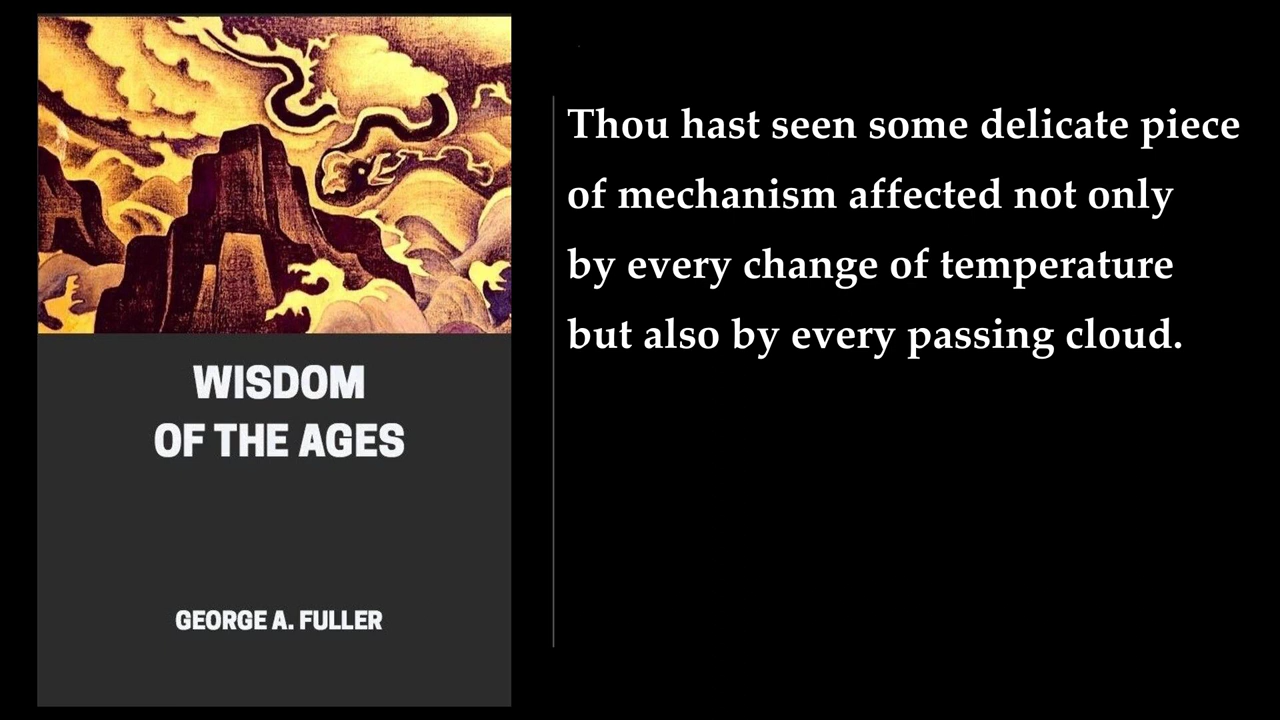 WISDOM
OF THE AGES
GEORGE A. FULLER
Thou hast seen some delicate piece
of mechanism affected not only
by every change of temperature
but also by every passing cloud.